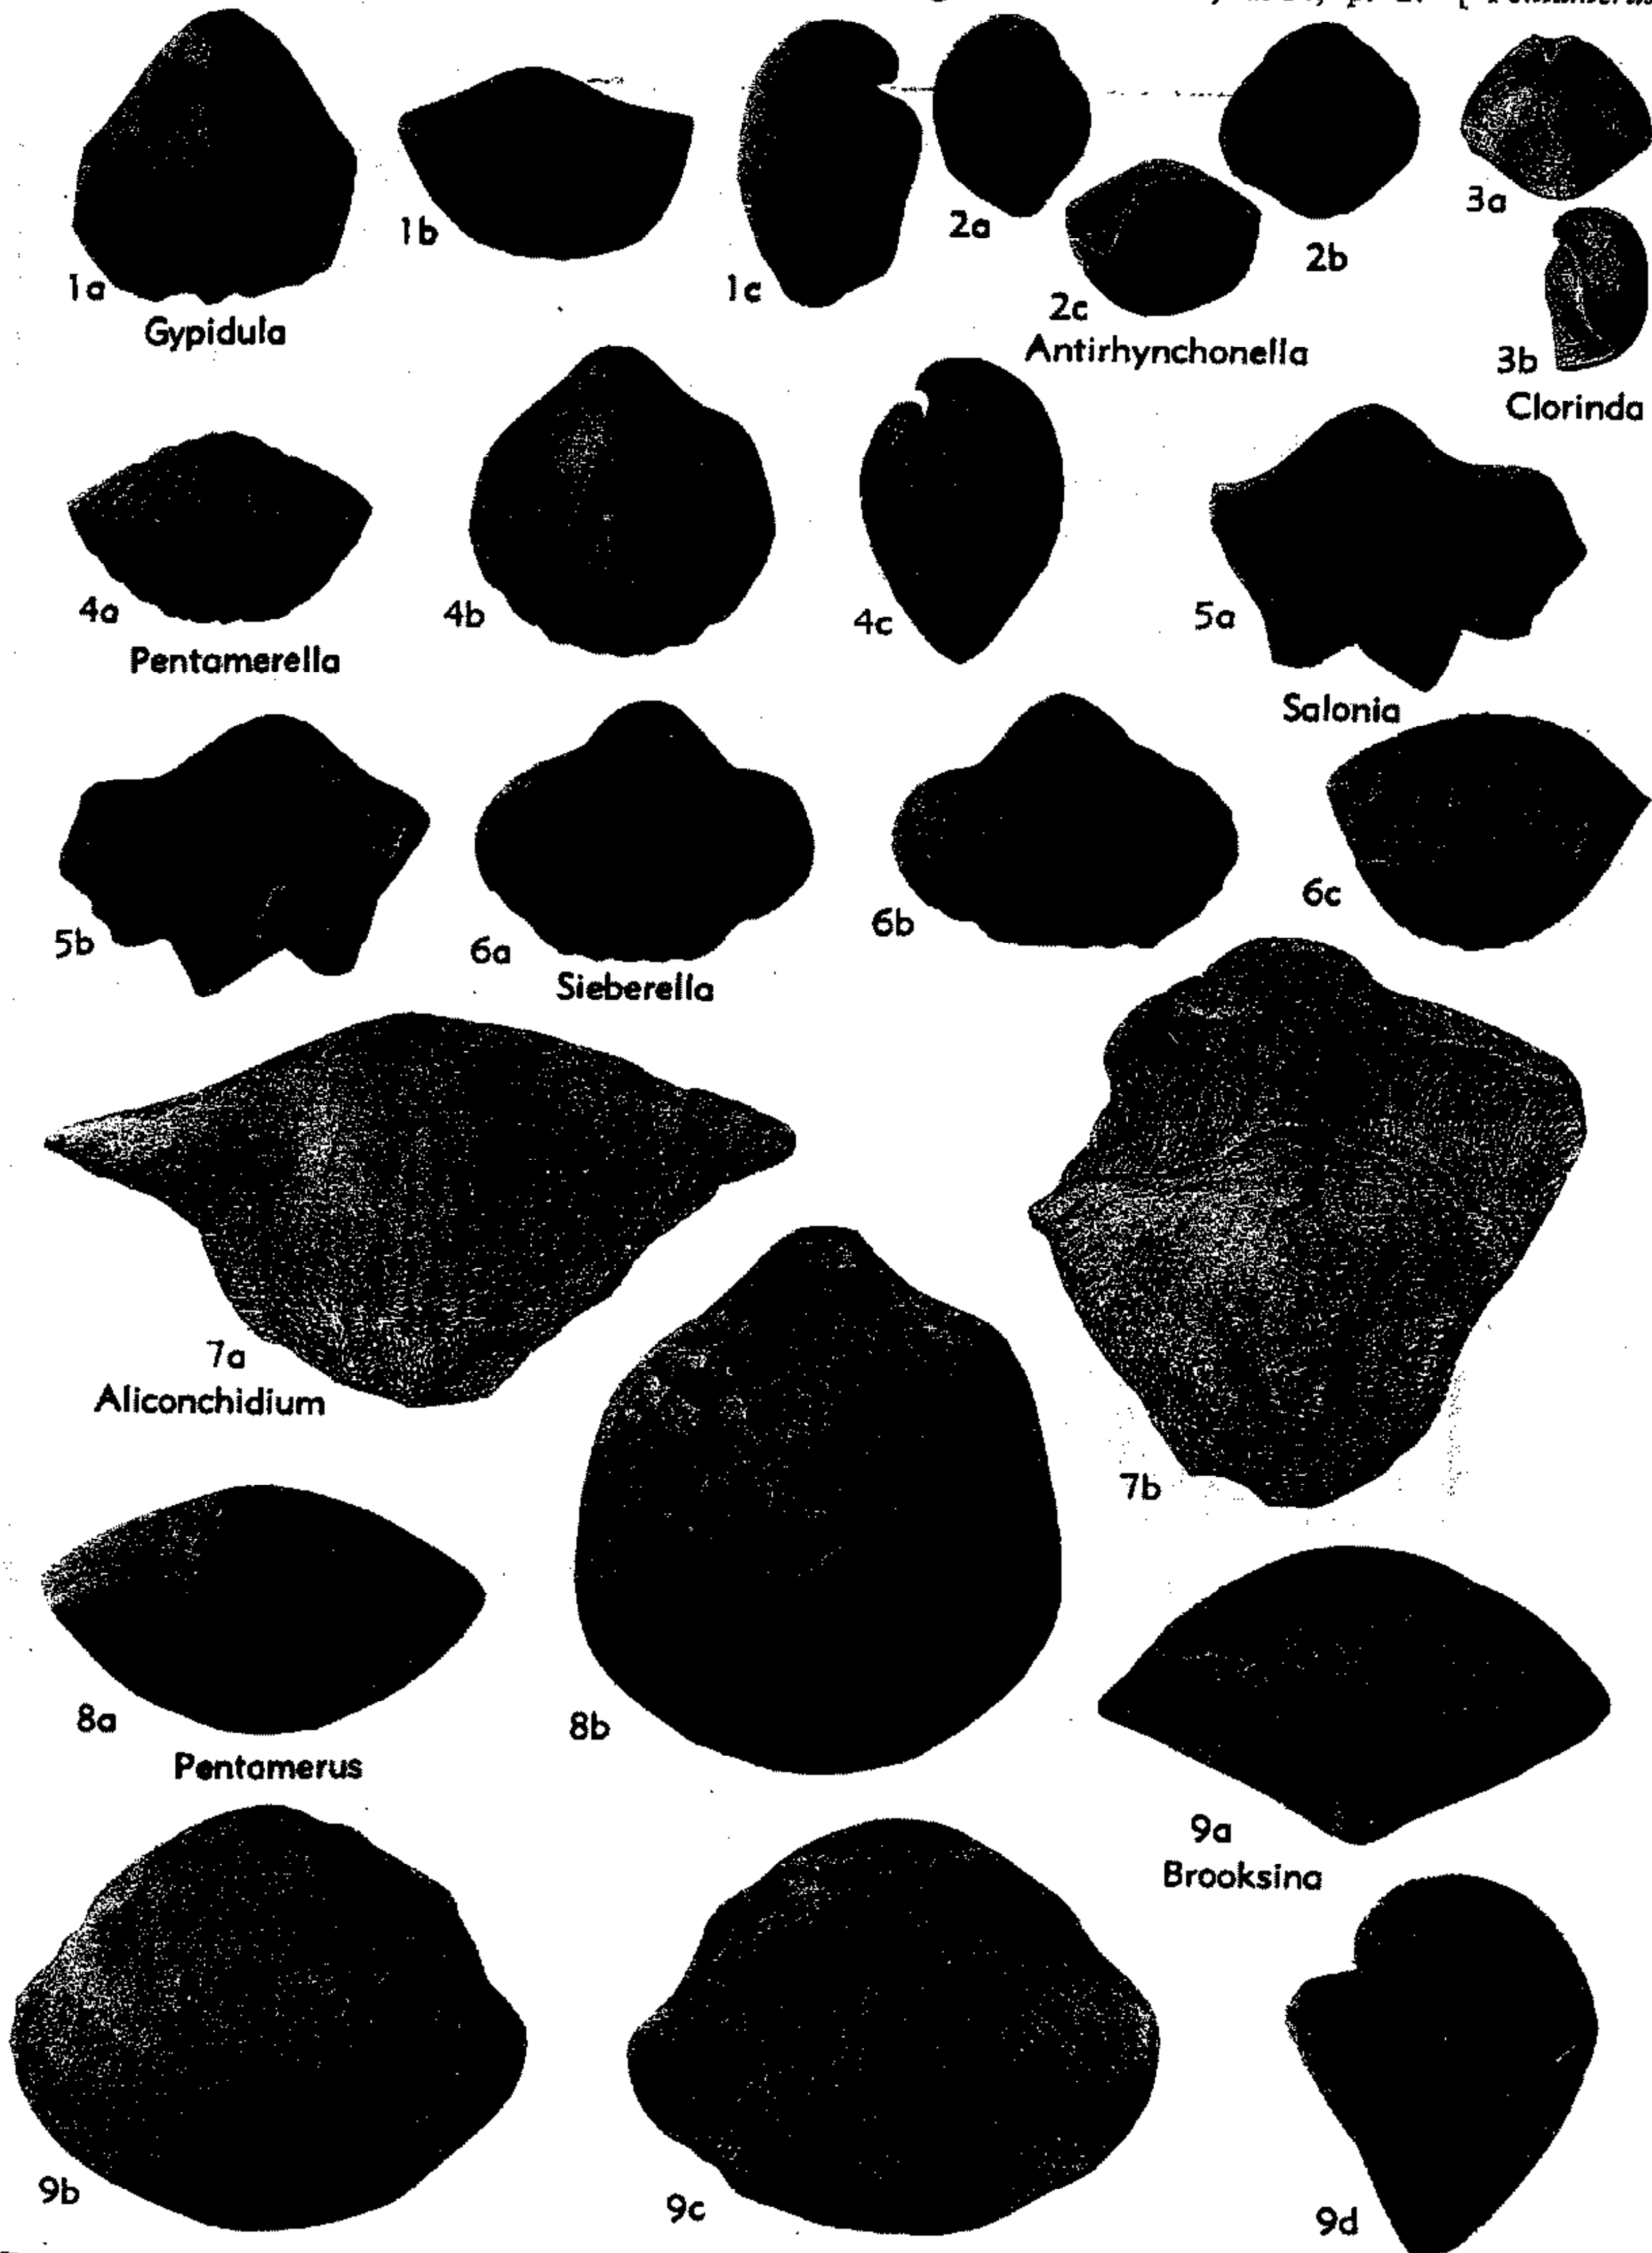 p. 2.
1a
1b
1c
2a
2b
2c
3a
3b
Gypidula
Antirhynchonella
Clorinda
4a
4b
4c
5a
Pentamerella
Salonia
5b
6a
6b
6c
Sieberella
7a
7b
Aliconchidium
8a
8b
Pentamerus
9a
Brooksina
9b
9c
9d